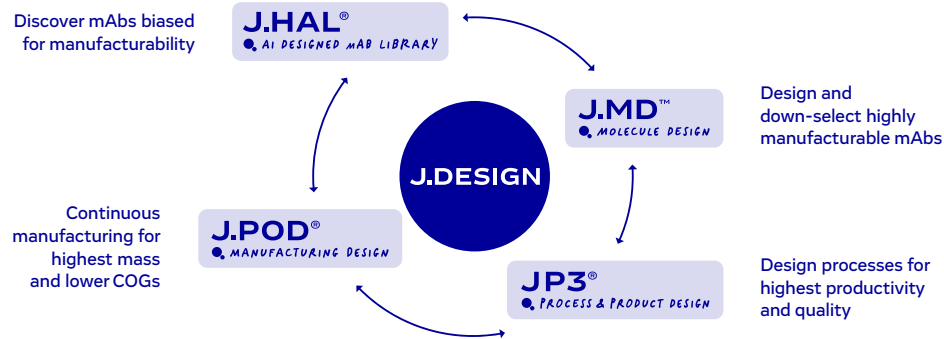 Discover mAbs biased
for manufacturability
J.HAL®
AI DESIGNED mAB LIBRARY
J.MD™
MOLECULE DESIGN
Design and
down-select highly
manufacturable mAbs
J.DESIGN
Continuous
manufacturing for
highest mass
and lower COGs
J.POD®
MANUFACTURING DESIGN
JP3®
PROCESS & PRODUCT DESIGN
Design processes for
highest productivity
and quality